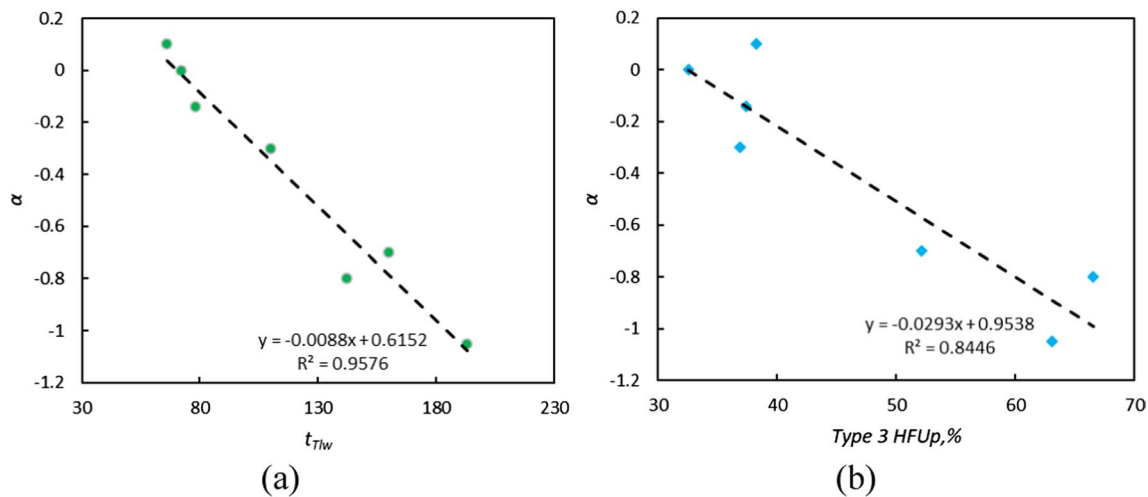 0.2
0
-0.2
-0.4
-0.6
-0.8
-1
-1.2
α
y = -0.0088x + 0.6152
R² = 0.9576
30 80 130 180 230
t_Tlw
(a)
0.2
0
-0.2
-0.4
-0.6
-0.8
-1
-1.2
α
y = -0.0293x + 0.9538
R² = 0.8446
30 40 50 60 70
Type 3 HFUp,%
(b)